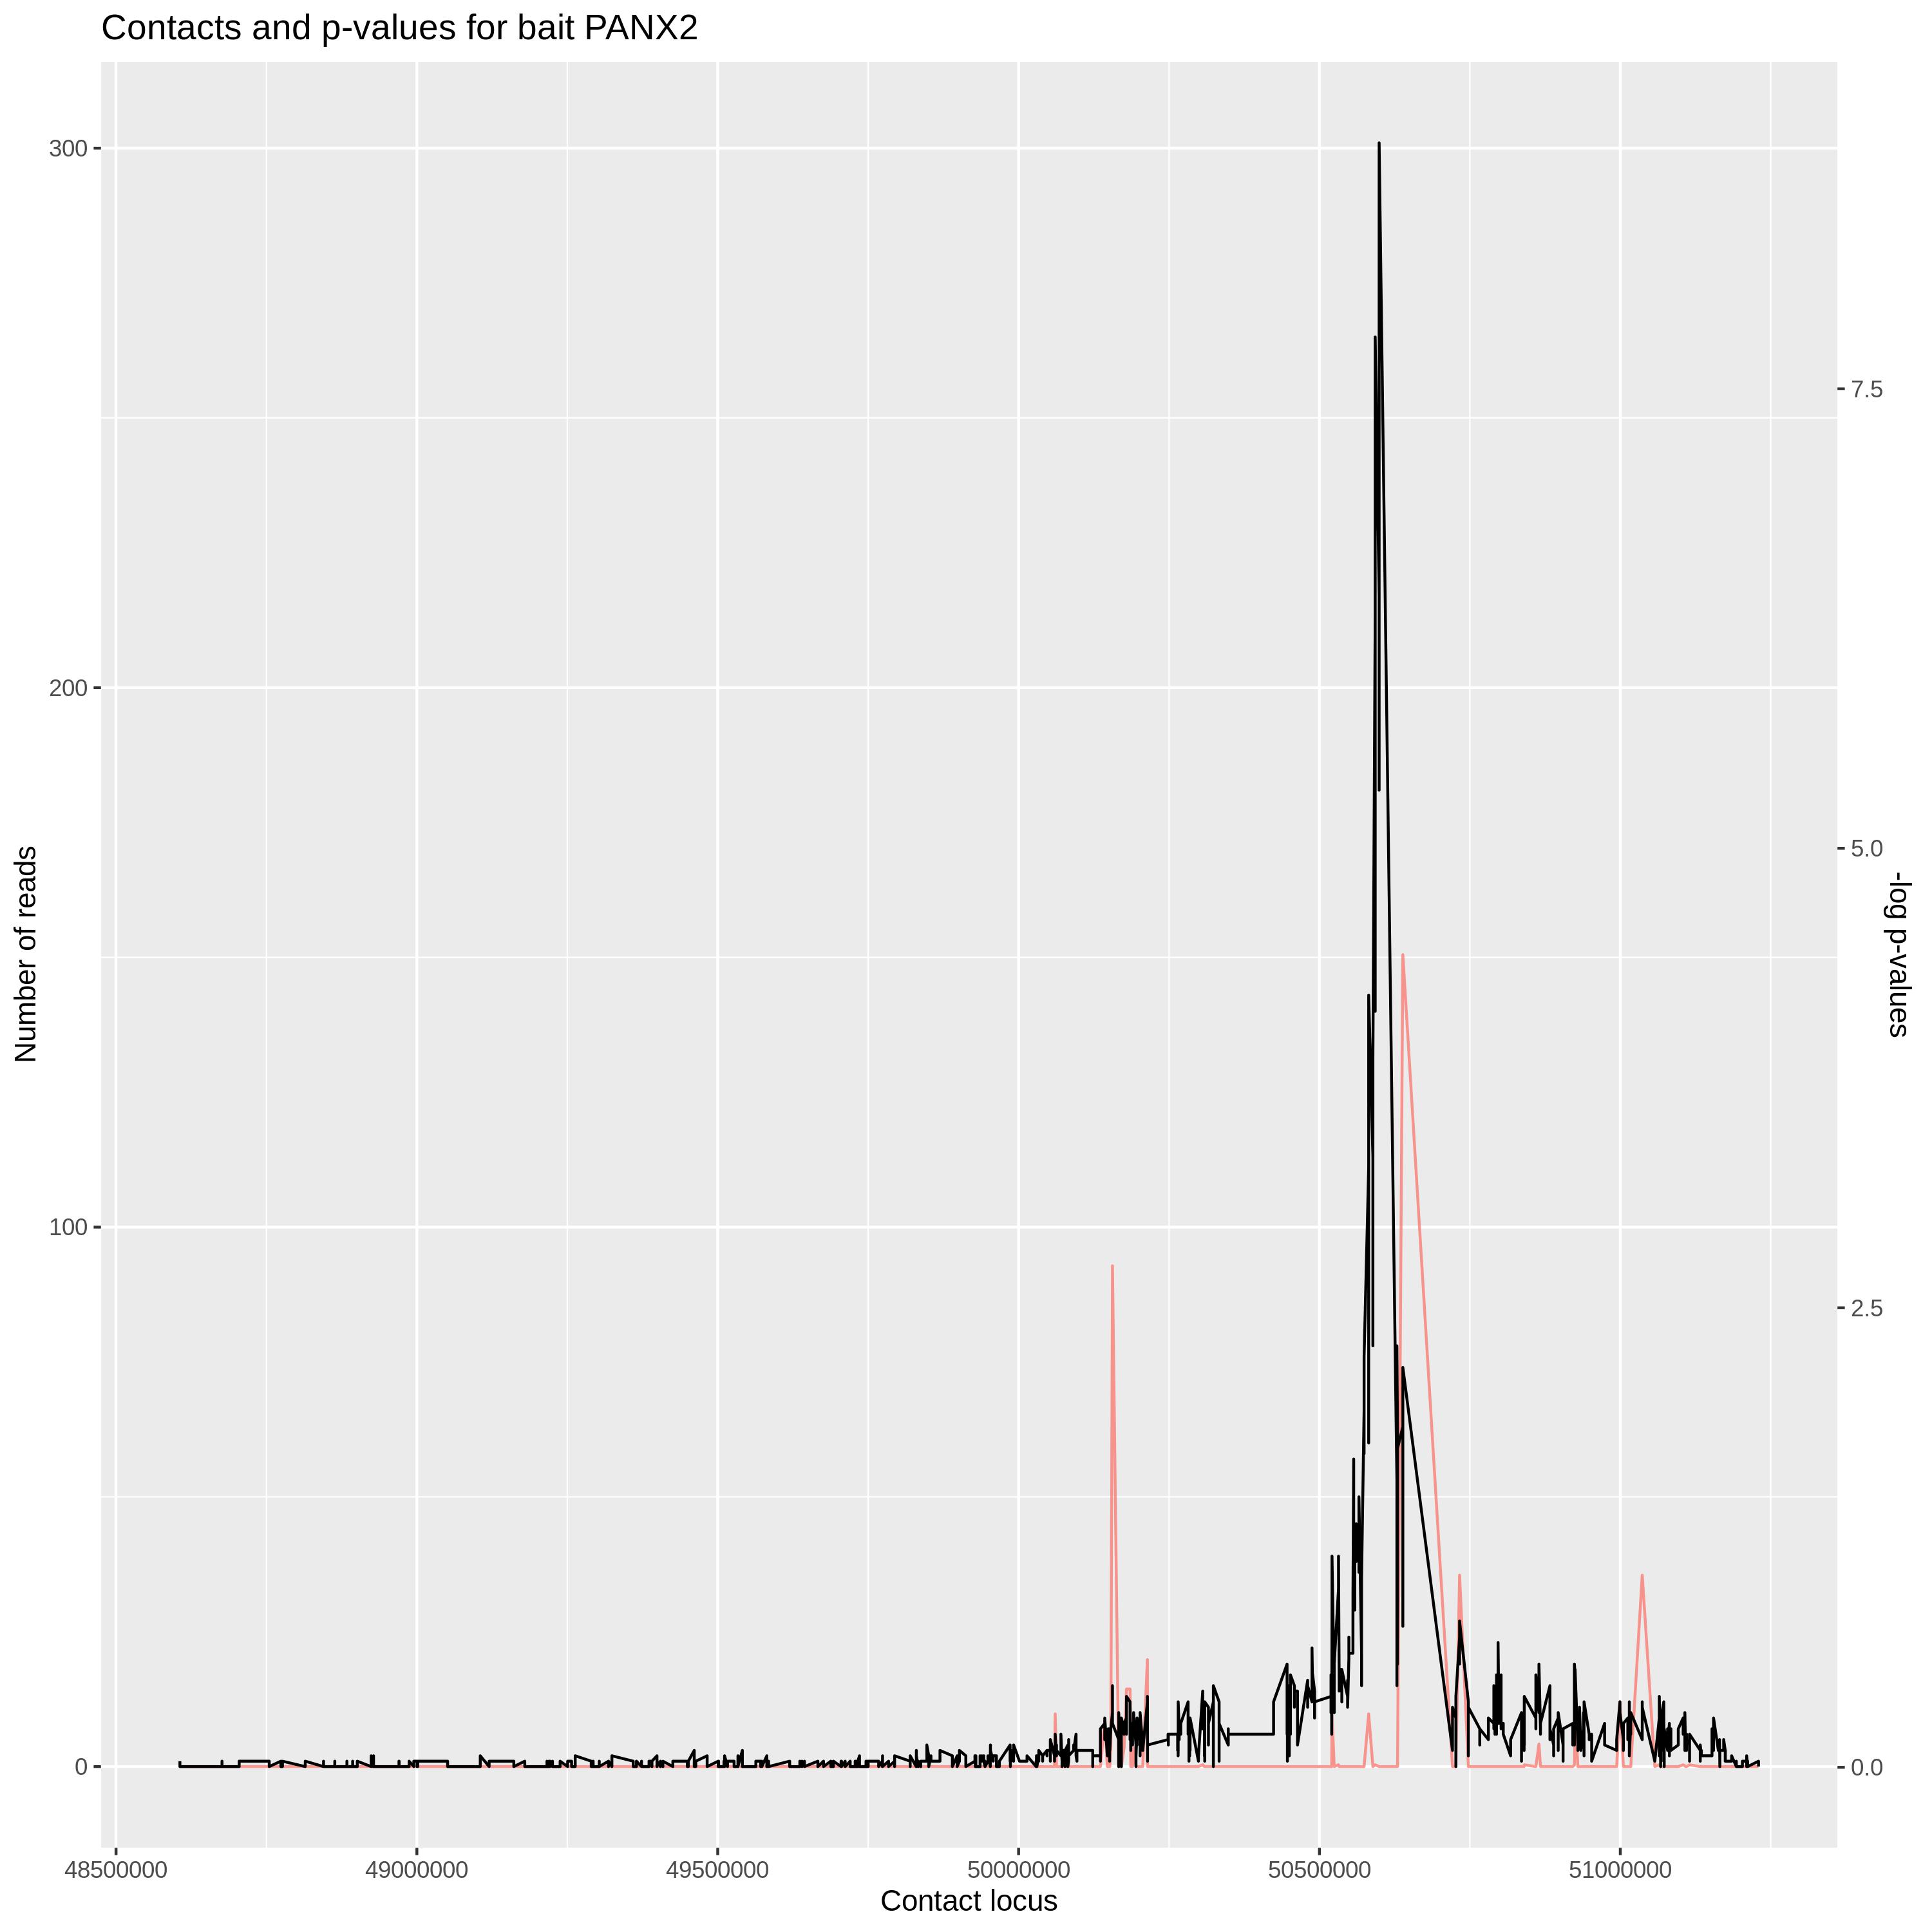 Contacts and p-values for bait PANX2
300
200
100
0
Number of reads
7.5
5.0
2.5
0.0
-log p-values
48500000 49000000 49500000 50000000 50500000 51000000
Contact locus